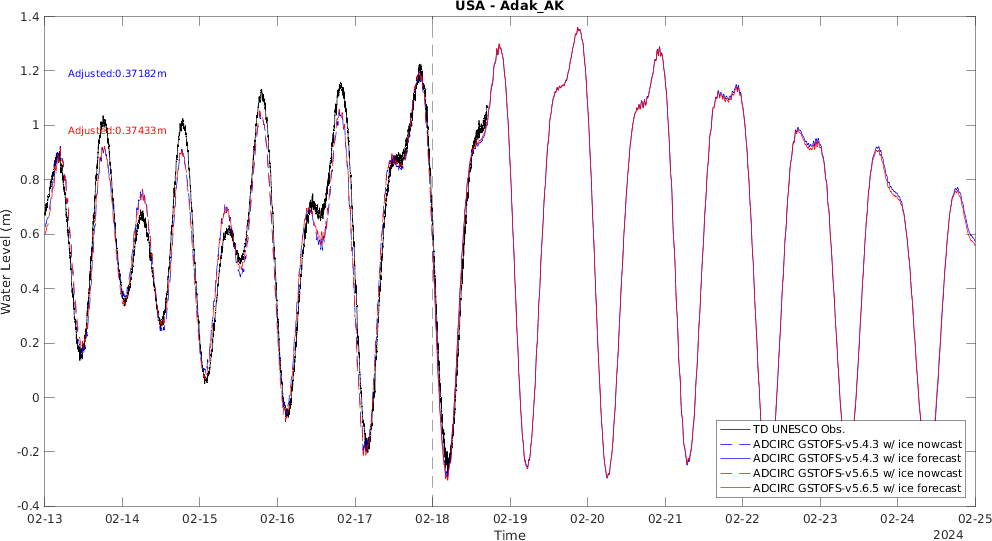 USA - Adak_AK
1.4
1.2
1
0.8
0.6
0.4
0.2
0
-0.2
-0.4
Water Level (m)
Adjusted:0.37182m
Adjusted:0.37433m
TD UNESCO Obs.
ADCIRC GSTOFS-v5.4.3 w/ ice nowcast
ADCIRC GSTOFS-v5.4.3 w/ ice forecast
ADCIRC GSTOFS-v5.6.5 w/ ice nowcast
ADCIRC GSTOFS-v5.6.5 w/ ice forecast
02-13 02-14 02-15 02-16 02-17 02-18 02-19 02-20 02-21 02-22 02-23 02-24 02-25
Time
2024